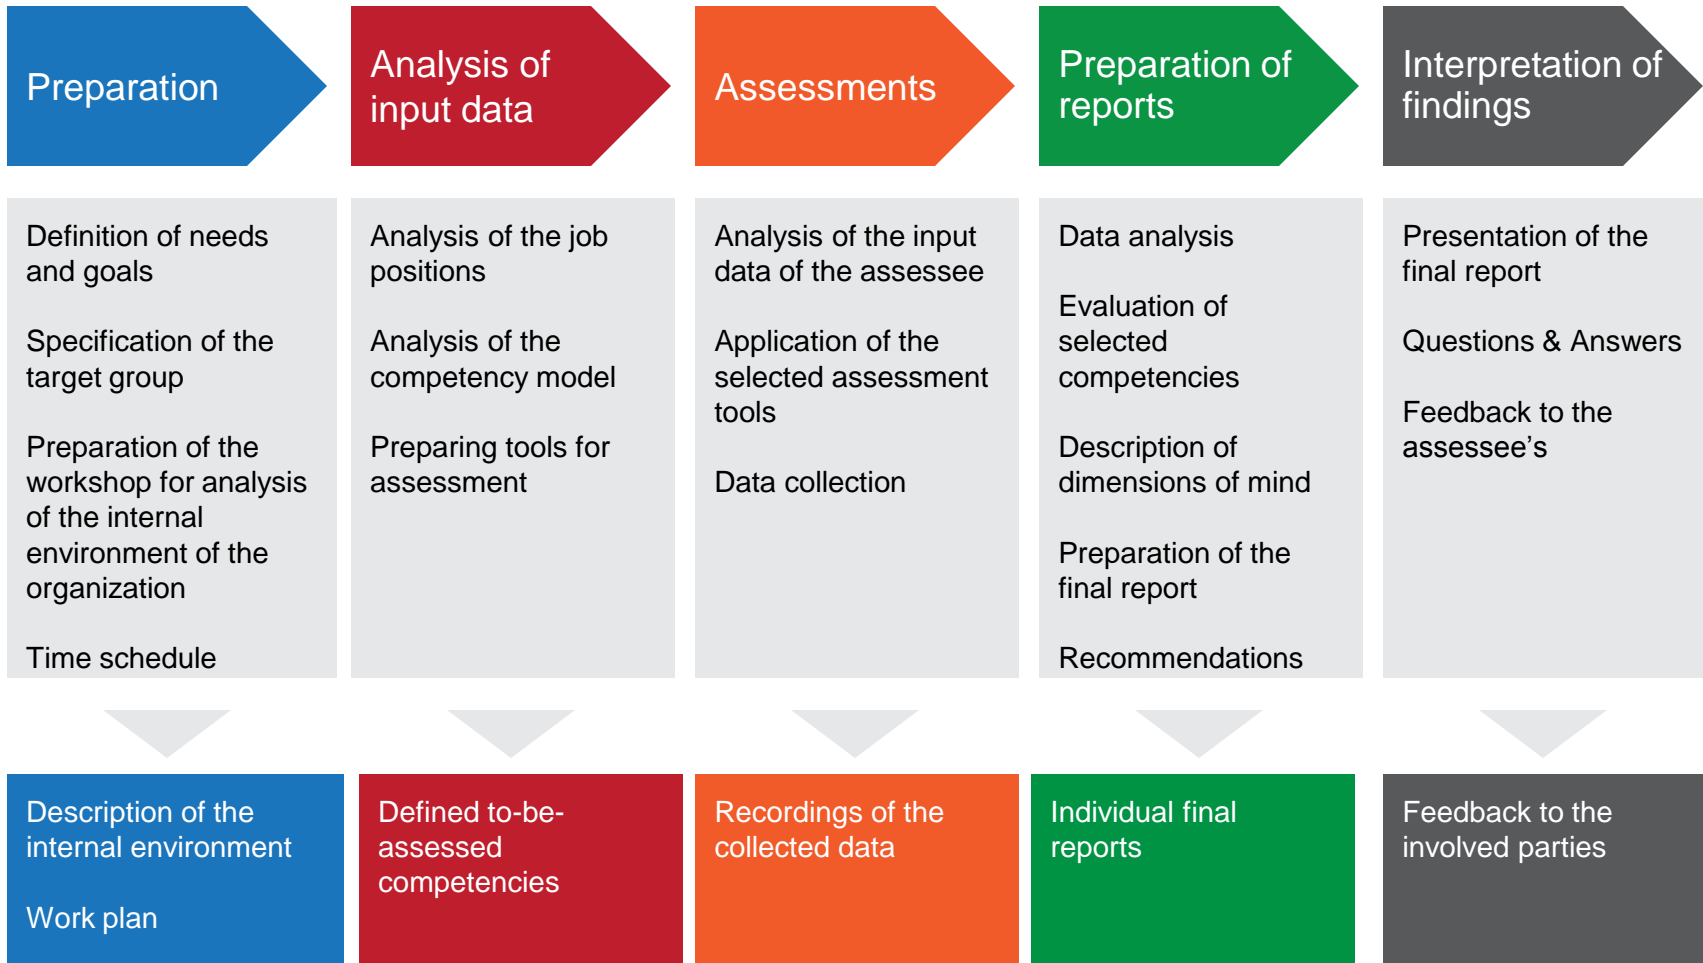 Preparation
Analysis of
input data
Assessments
Preparation of
reports
Interpretation of
findings
Definition of needs
and goals
Specification of the
target group
Preparation of the
workshop for analysis
of the internal
environment of the
organization
Time schedule
Analysis of the job
positions
Analysis of the
competency model
Preparing tools for
assessment
Analysis of the input
data of the assessee
Application of the
selected assessment
tools
Data collection
Data analysis
Evaluation of
selected
competencies
Description of
dimensions of mind
Preparation of the
final report
Recommendations
Presentation of the
final report
Questions & Answers
Feedback to the
assessee’s
Description of the
internal environment
Work plan
Defined to-be-
assessed
competencies
Recordings of the
collected data
Individual final
reports
Feedback to the
involved parties